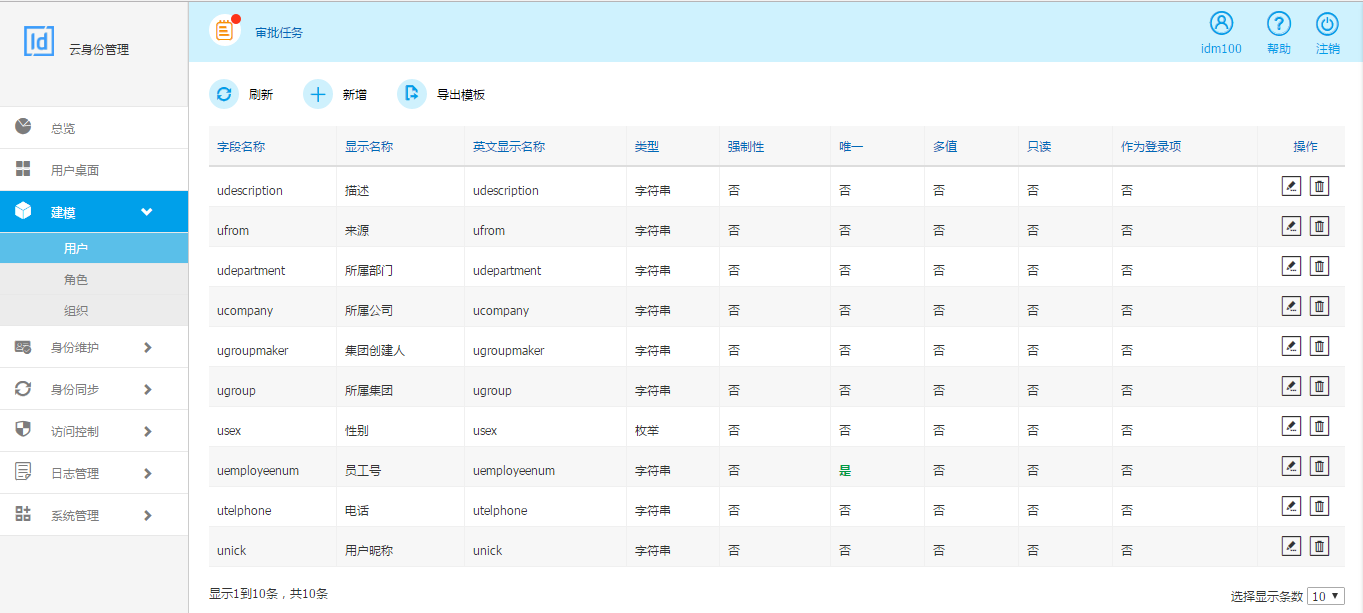 Id 云身份管理
审批任务
idm100 帮助 注销
总览
用户桌面
建模
用户
角色
组织
身份维护
身份同步
访问控制
日志管理
系统管理
刷新 新增 导出模板
字段名称 显示名称 英文显示名称 类型 强制性 唯一 多值 只读 作为登录项 操作
udescription 描述 udescription 字符串 否 否 否 否 否
ufrom 来源 ufrom 字符串 否 否 否 否 否
udepartment 所属部门 udepartment 字符串 否 否 否 否 否
ucompany 所属公司 ucompany 字符串 否 否 否 否 否
ugroupmaker 集团创建人 ugroupmaker 字符串 否 否 否 否 否
ugroup 所属集团 ugroup 字符串 否 否 否 否 否
usex 性别 usex 枚举 否 否 否 否 否
uemployeenum 员工号 uemployeenum 字符串 否 是 否 否 否
utelphone 电话 utelphone 字符串 否 否 否 否 否
unick 用户昵称 unick 字符串 否 否 否 否 否
显示1到10条，共10条
选择显示条数 10